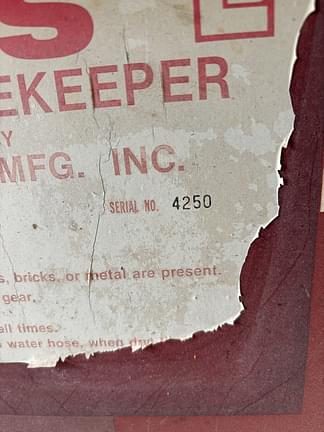 S
EKEEPER
Y
MFG. INC.
SERIAL NO. 4250
s, bricks, or metal are present.
gear.
all times.
water hose, when